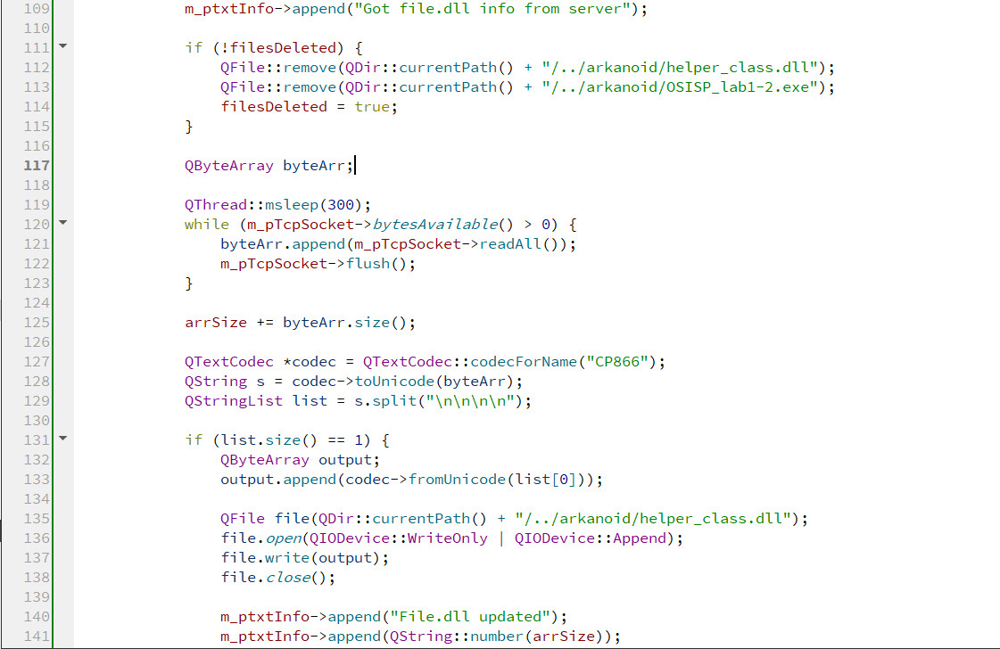 109 m_ptxtInfo->append("Got file.dll info from server");
110
111 if (!filesDeleted) {
112 QFile::remove(QDir::currentPath() + "/../arkanoid/helper_class.dll");
113 QFile::remove(QDir::currentPath() + "/../arkanoid/OSISP_lab1-2.exe");
114 filesDeleted = true;
115 }
116
117 QByteArray byteArr;
118
119 QThread::msleep(300);
120 while (m_pTcpSocket->bytesAvailable() > 0) {
121 byteArr.append(m_pTcpSocket->readAll());
122 m_pTcpSocket->flush();
123 }
124
125 arrSize += byteArr.size();
126
127 QTextCodec *codec = QTextCodec::codecForName("CP866");
128 QString s = codec->toUnicode(byteArr);
129 QStringList list = s.split("\n\n\n\n");
130
131 if (list.size() == 1) {
132 QByteArray output;
133 output.append(codec->fromUnicode(list[0]));
134
135 QFile file(QDir::currentPath() + "/../arkanoid/helper_class.dll");
136 file.open(QIODevice::WriteOnly | QIODevice::Append);
137 file.write(output);
138 file.close();
139
140 m_ptxtInfo->append("File.dll updated");
141 m_ptxtInfo->append(QString::number(arrSize));